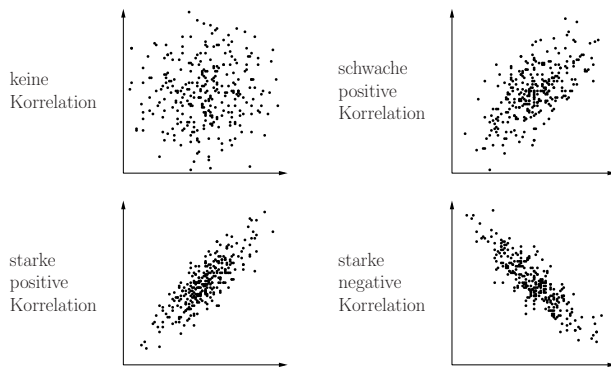 keine
Korrelation
schwache
positive
Korrelation
starke
positive
Korrelation
starke
negative
Korrelation